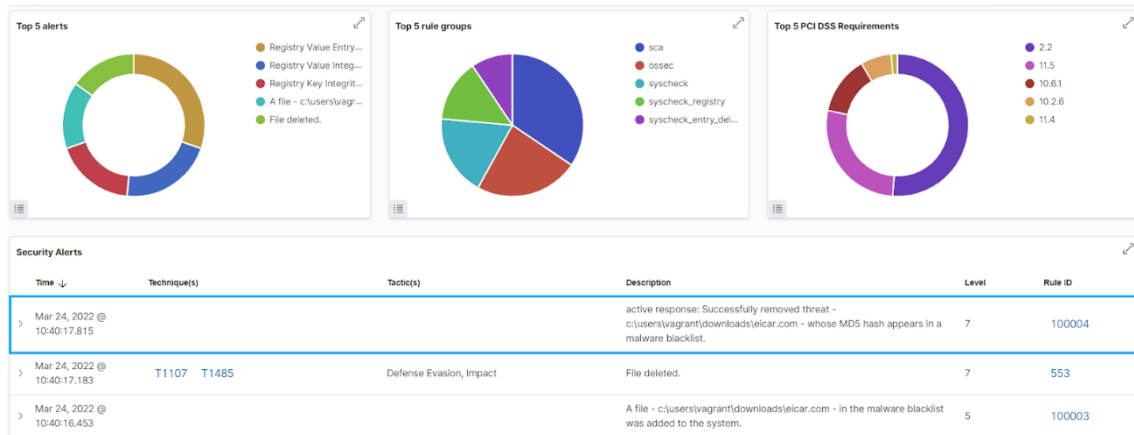 Top 5 alerts
Registry Value Entry...
Registry Value Integ...
Registry Key Integrit...
A file - c:\users\vagr...
File deleted.
Top 5 rule groups
sca
ossec
syscheck
syscheck_registry
syscheck_entry_del...
Top 5 PCI DSS Requirements
2.2
11.5
10.6.1
10.2.6
11.4
Security Alerts
Time ↓ Technique(s) Tactic(s) Description Level Rule ID
Mar 24, 2022 @
10:40:17.815
active response: Successfully removed threat -
c:\users\vagrant\downloads\eicar.com - whose MD5 hash appears in a
malware blacklist.
7 100004
Mar 24, 2022 @
10:40:17.183
T1107 T1485 Defense Evasion, Impact File deleted. 7 553
Mar 24, 2022 @
10:40:16.453
A file - c:\users\vagrant\downloads\eicar.com - in the malware blacklist
was added to the system.
5 100003